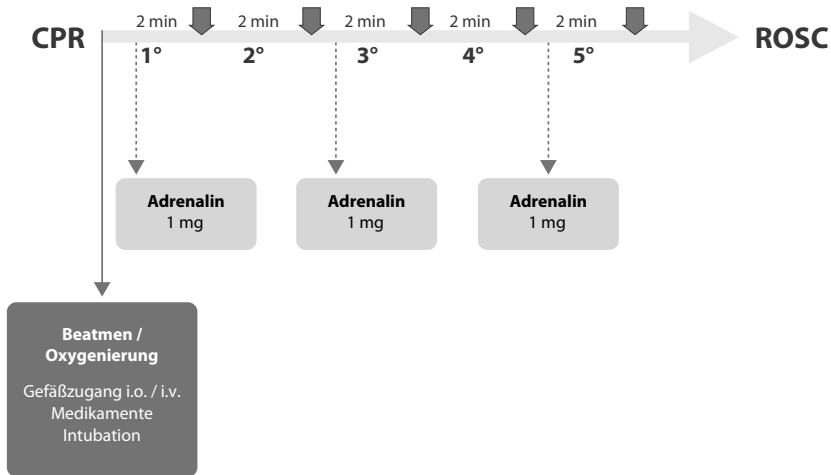 2 min 2 min 2 min 2 min 2 min
CPR ROSC
1° 2° 3° 4° 5°
Adrenalin Adrenalin Adrenalin
1 mg 1 mg 1 mg
Beatmen /
Oxygenierung
Gefäßzugang i.o. / i.v.
Medikamente
Intubation